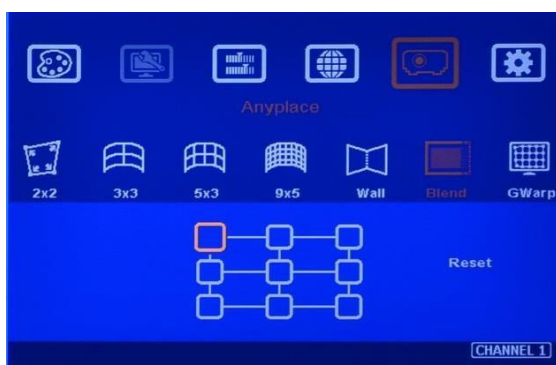 Anyplace
2x2 3x3 5x3 9x5 Wall Blend GWarp
Reset
CHANNEL 1